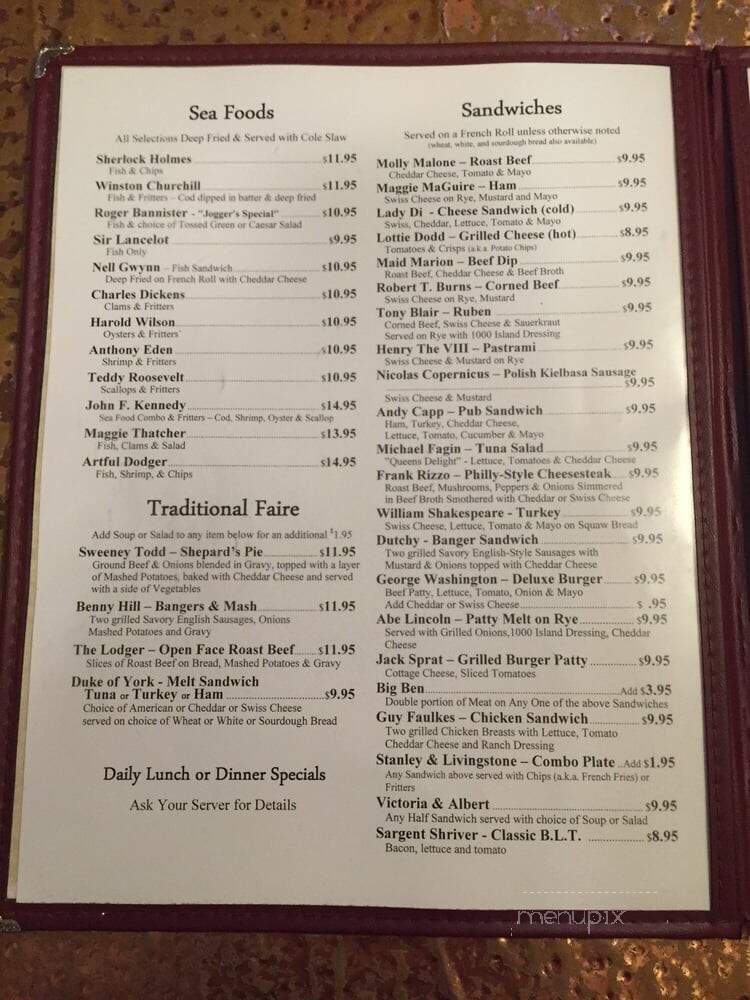 Sea Foods
All Selections Deep Fried & Served with Cole Slaw
Sherlock Holmes $11.95
Fish & Chips
Winston Churchill $11.95
Fish & Fritters – Cod dipped in batter & deep fried
Roger Bannister - "Jogger's Special" $10.95
Fish & choice of Tossed Green or Caesar Salad
Sir Lancelot $9.95
Fish Only
Nell Gwynn – Fish Sandwich $10.95
Deep Fried on French Roll with Cheddar Cheese
Charles Dickens $10.95
Clams & Fritters
Harold Wilson $10.95
Oysters & Fritters
Anthony Eden $10.95
Shrimp & Fritters
Teddy Roosevelt $10.95
Scallops & Fritters
John F. Kennedy $14.95
Sea Food Combo & Fritters – Cod, Shrimp, Oyster & Scallop
Maggie Thatcher $13.95
Fish, Clams & Salad
Artful Dodger $14.95
Fish, Shrimp, & Chips
Traditional Faire
Add Soup or Salad to any item below for an additional $1.95
Sweeney Todd – Shepard's Pie $11.95
Ground Beef & Onions blended in Gravy, topped with a layer
of Mashed Potatoes, baked with Cheddar Cheese and served
with a side of Vegetables
Benny Hill – Bangers & Mash $11.95
Two grilled Savory English Sausages, Onions
Mashed Potatoes and Gravy
The Lodger – Open Face Roast Beef $11.95
Slices of Roast Beef on Bread, Mashed Potatoes & Gravy
Duke of York - Melt Sandwich
Tuna or Turkey or Ham $9.95
Choice of American or Cheddar or Swiss Cheese
served on choice of Wheat or White or Sourdough Bread
Daily Lunch or Dinner Specials
Ask Your Server for Details
Sandwiches
Served on a French Roll unless otherwise noted
(wheat, white, and sourdough bread also available)
Molly Malone – Roast Beef $9.95
Cheddar Cheese, Tomato & Mayo
Maggie MaGuire – Ham $9.95
Swiss Cheese on Rye, Mustard and Mayo
Lady Di - Cheese Sandwich (cold) $9.95
Swiss, Cheddar, Lettuce, Tomato & Mayo
Lottie Dodd – Grilled Cheese (hot) $8.95
Tomatoes & Crisps (a.k.a. Potato Chips)
Maid Marion – Beef Dip $9.95
Roast Beef, Cheddar Cheese & Beef Broth
Robert T. Burns – Corned Beef $9.95
Swiss Cheese on Rye, Mustard
Tony Blair – Ruben $9.95
Corned Beef, Swiss Cheese & Sauerkraut
Served on Rye with 1000 Island Dressing
Henry The VIII – Pastrami $9.95
Swiss Cheese & Mustard on Rye
Nicolas Copernicus – Polish Kielbasa Sausage
$9.95
Swiss Cheese & Mustard
Andy Capp – Pub Sandwich $9.95
Ham, Turkey, Cheddar Cheese,
Lettuce, Tomato, Cucumber & Mayo
Michael Fagin – Tuna Salad $9.95
"Queens Delight" - Lettuce, Tomatoes & Cheddar Cheese
Frank Rizzo – Philly-Style Cheesesteak $9.95
Roast Beef, Mushrooms, Peppers & Onions Simmered
in Beef Broth Smothered with Cheddar or Swiss Cheese
William Shakespeare - Turkey $9.95
Swiss Cheese, Lettuce, Tomato & Mayo on Squaw Bread
Dutchy - Banger Sandwich $9.95
Two grilled Savory English-Style Sausages with
Mustard & Onions topped with Cheddar Cheese
George Washington – Deluxe Burger $9.95
Beef Patty, Lettuce, Tomato, Onion & Mayo
Add Cheddar or Swiss Cheese $ .95
Abe Lincoln – Patty Melt on Rye $9.95
Served with Grilled Onions,1000 Island Dressing, Cheddar
Cheese
Jack Sprat – Grilled Burger Patty $9.95
Cottage Cheese, Sliced Tomatoes
Big Ben Add $3.95
Double portion of Meat on Any One of the above Sandwiches
Guy Faulkes – Chicken Sandwich $9.95
Two grilled Chicken Breasts with Lettuce, Tomato
Cheddar Cheese and Ranch Dressing
Stanley & Livingstone – Combo Plate Add $1.95
Any Sandwich above served with Chips (a.k.a. French Fries) or
Fritters
Victoria & Albert $9.95
Any Half Sandwich served with choice of Soup or Salad
Sargent Shriver - Classic B.L.T. $8.95
Bacon, lettuce and tomato
menupix